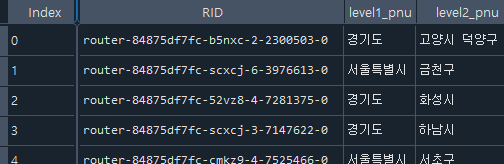 Index RID level1_pnu level2_pnu
0 router-84875df7fc-b5nxc-2-2300503-0 경기도 고양시 덕양구
1 router-84875df7fc-scxcj-6-3976613-0 서울특별시 금천구
2 router-84875df7fc-52vz8-4-7281375-0 경기도 화성시
3 router-84875df7fc-scxcj-3-7147622-0 경기도 하남시
4 router-84875df7fc-cmkz9-4-7525466-0 서울특별시 서초구